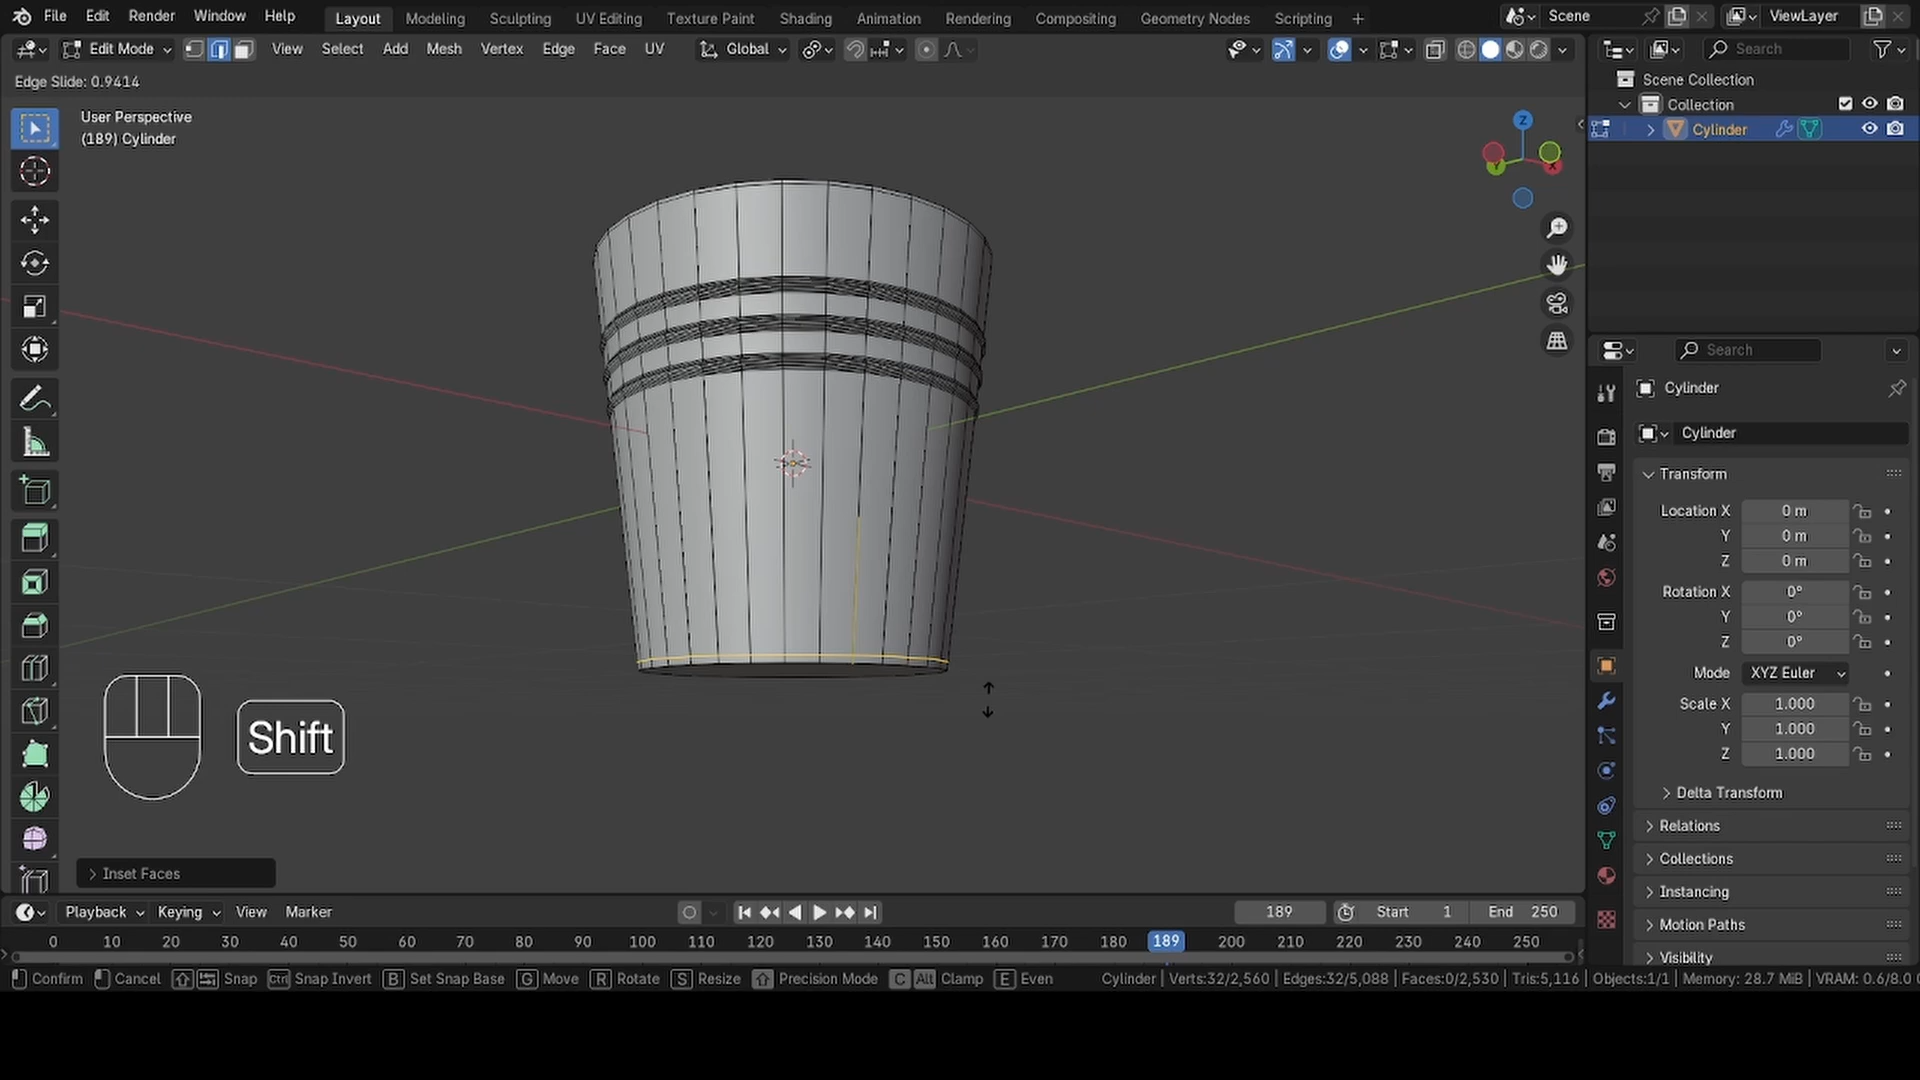 File Edit Render Window Help Layout Modeling Sculpting UV Editing Texture Paint Shading Animation Rendering Compositing Geometry Nodes Scripting + Scene ViewLayer
Edit Mode View Select Add Mesh Vertex Edge Face UV Global Search
Edge Slide: 0.9414
User Perspective
(189) Cylinder
Z
Scene Collection
Collection
Cylinder
Search
Cylinder
Cylinder
Transform
Location X 0 m
Y 0 m
Z 0 m
Rotation X 0°
Y 0°
Z 0°
Mode XYZ Euler
Scale X 1.000
Y 1.000
Z 1.000
Delta Transform
Relations
Collections
Instancing
Motion Paths
Visibility
Shift
Inset Faces
Playback Keying View Marker 189 Start 1 End 250
0 10 20 30 40 50 60 70 80 90 100 110 120 130 140 150 160 170 180 189 200 210 220 230 240 250
Confirm Cancel Snap Ctrl Snap Invert B Set Snap Base G Move R Rotate S Resize Precision Mode C Alt Clamp E Even Cylinder | Verts:32/2,560 | Edges:32/5,088 | Faces:0/2,530 | Tris:5,116 | Objects:1/1 | Memory: 28.7 MiB | VRAM: 0.6/8.0